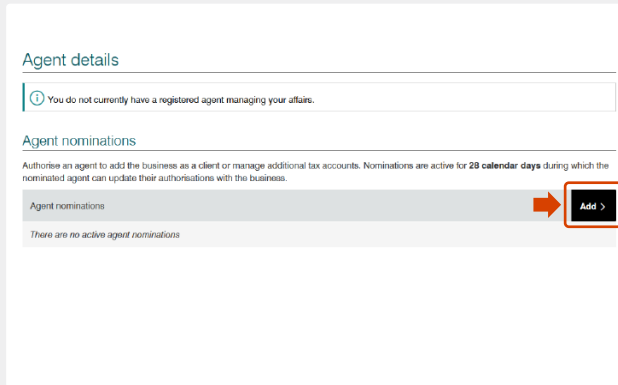 Agent details
You do not currently have a registered agent managing your affairs.
Agent nominations
Authorise an agent to add the business as a client or manage additional tax accounts. Nominations are active for 28 calendar days during which the
nominated agent can update their authorisations with the business.
Agent nominations
Add >
There are no active agent nominations